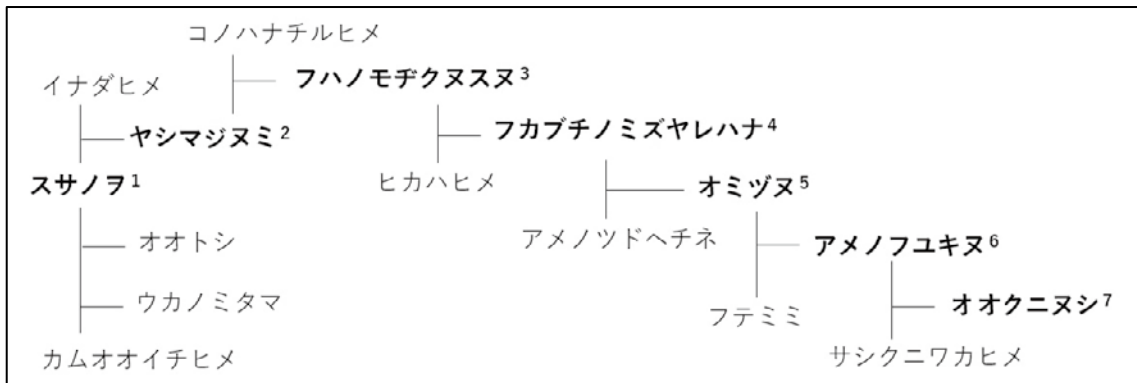 コノハナチルヒメ
フハノモヂクヌスヌ3
イナダヒメ
ヤシマジヌミ2
フカブチノミズヤレハナ4
スサノヲ1
ヒカハヒメ
オミヅヌ5
オオトシ
アメノツドヘチネ
アメノフユキヌ6
ウカノミタマ
フテミミ
オオクニヌシ7
カムオオイチヒメ
サシクニワカヒメ